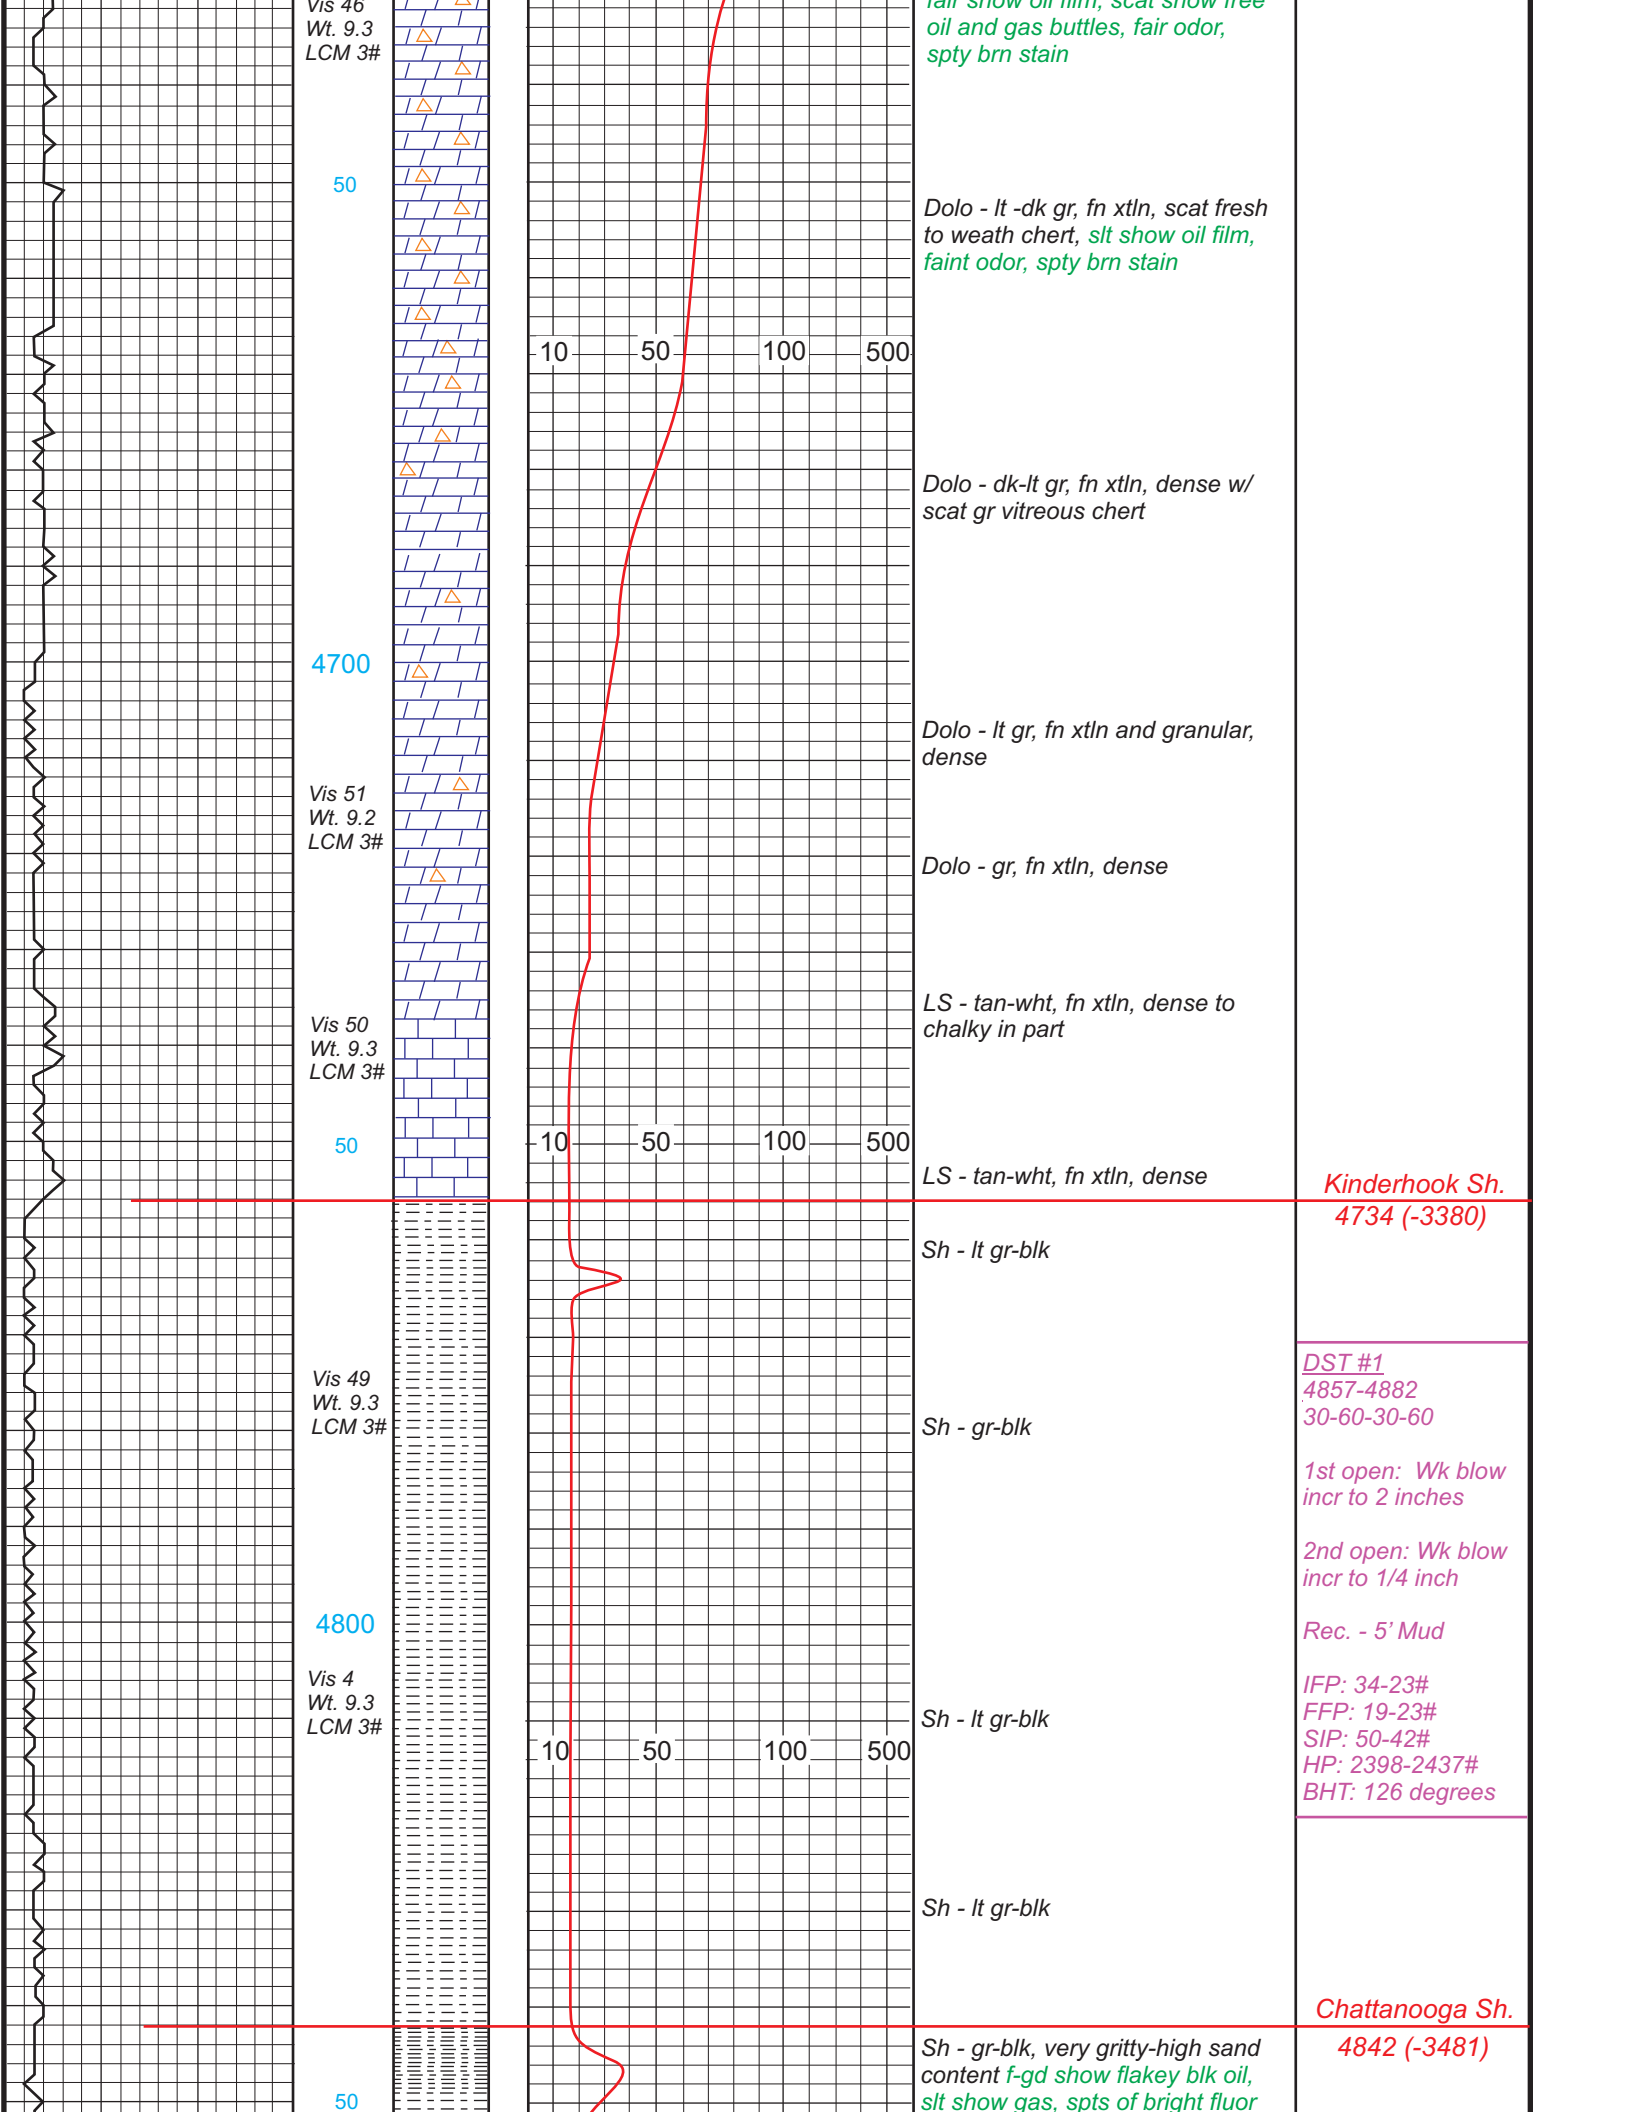 Vis 46
Wt. 9.3
LCM 3#
fair show oil film, scat show free
oil and gas buttles, fair odor,
spty brn stain
50
Dolo - lt -dk gr, fn xtln, scat fresh
to weath chert, slt show oil film,
faint odor, spty brn stain
10 50 100 500
Dolo - dk-lt gr, fn xtln, dense w/
scat gr vitreous chert
4700
Dolo - lt gr, fn xtln and granular,
dense
Vis 51
Wt. 9.2
LCM 3#
Dolo - gr, fn xtln, dense
LS - tan-wht, fn xtln, dense to
chalky in part
Vis 50
Wt. 9.3
LCM 3#
50
10 50 100 500
LS - tan-wht, fn xtln, dense
Kinderhook Sh.
4734 (-3380)
Sh - lt gr-blk
Vis 49
Wt. 9.3
LCM 3#
Sh - gr-blk
DST #1
4857-4882
30-60-30-60
1st open: Wk blow
incr to 2 inches
2nd open: Wk blow
incr to 1/4 inch
Rec. - 5' Mud
IFP: 34-23#
FFP: 19-23#
SIP: 50-42#
HP: 2398-2437#
BHT: 126 degrees
4800
Vis 4
Wt. 9.3
LCM 3#
Sh - lt gr-blk
10 50 100 500
Sh - lt gr-blk
Chattanooga Sh.
4842 (-3481)
Sh - gr-blk, very gritty-high sand
content f-gd show flakey blk oil,
slt show gas, spts of bright fluor
50